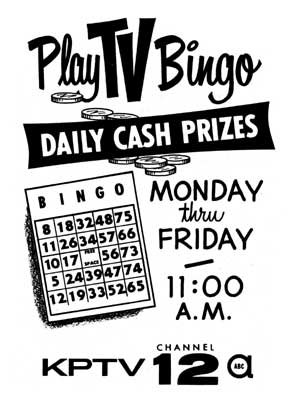 Play TV Bingo
DAILY CASH PRIZES
B I N G O
8 18 32 48 75
11 26 34 57 66
10 17 FREE SPACE 56 73
5 24 39 47 74
12 19 33 52 65
MONDAY
thru
FRIDAY
—
11:00
A.M.
CHANNEL
KPTV 12 abc